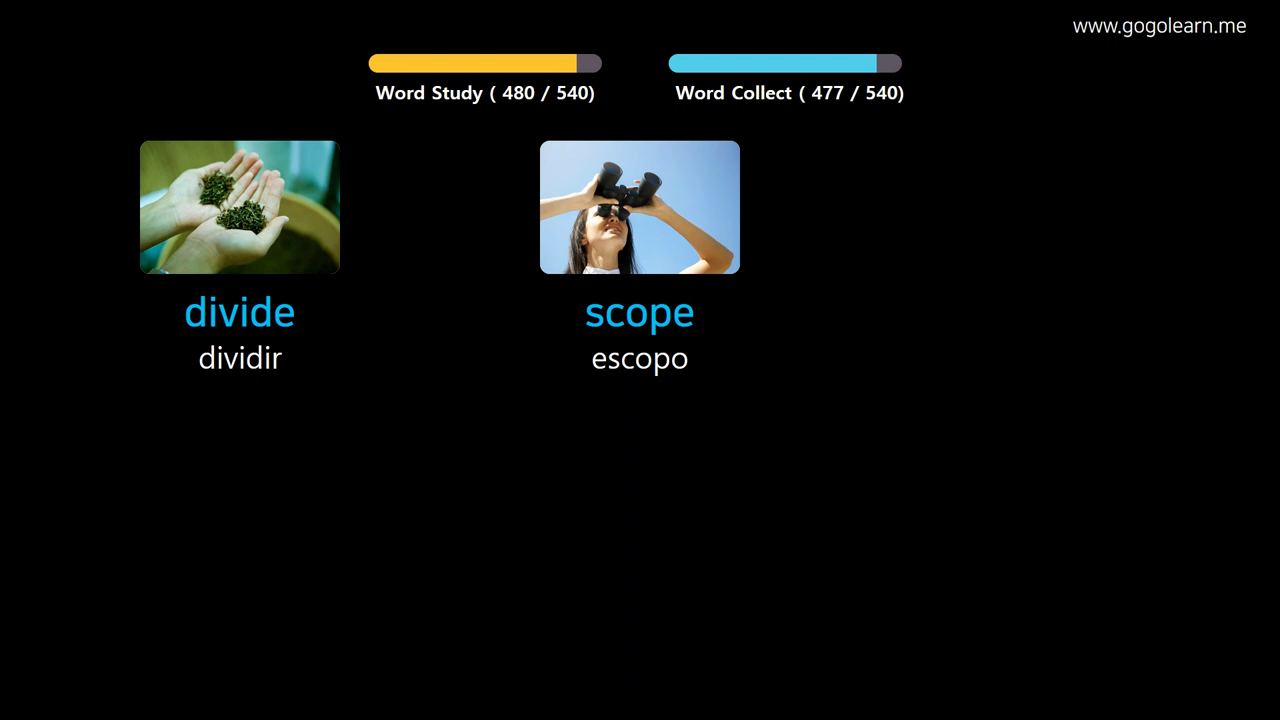 www.gogolearn.me
Word Study ( 480 / 540)
Word Collect ( 477 / 540)
divide
dividir
scope
escopo